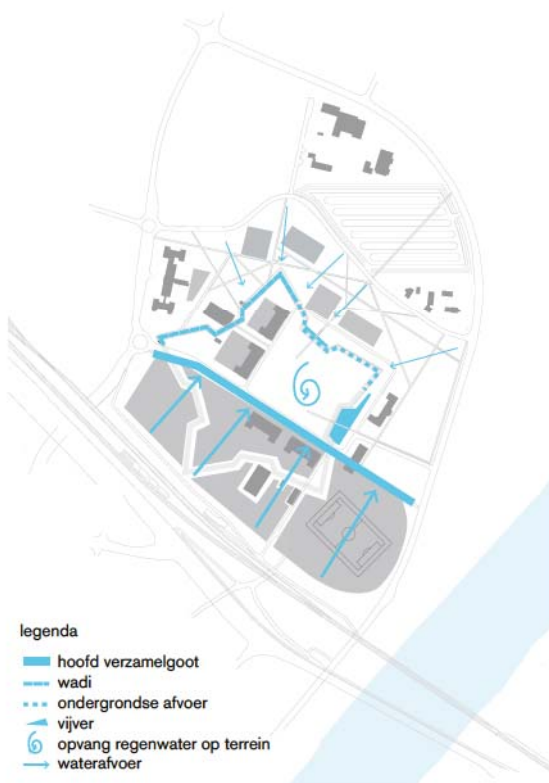 legenda
hoofd verzamelgoot
wadi
ondergrondse afvoer
vijver
opvang regenwater op terrein
waterafvoer